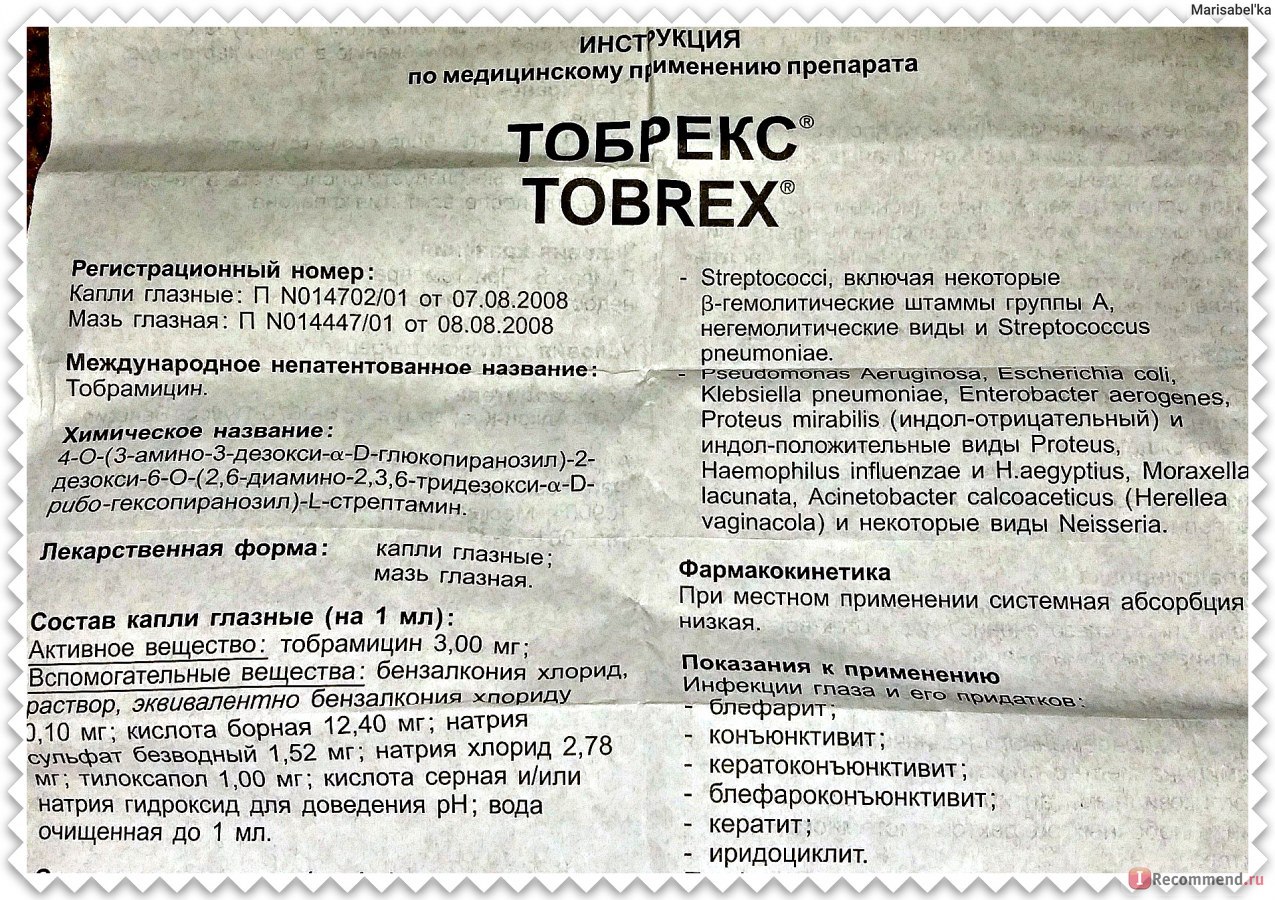 Marisabel'ka
ИНСТРУКЦИЯ
по медицинскому применению препарата
ТОБРЕКС®
TOBREX®
Регистрационный номер:
Капли глазные: П N014702/01 от 07.08.2008
Мазь глазная: П N014447/01 от 08.08.2008
Международное непатентованное название:
Тобрамицин.
Химическое название:
4-O-(3-амино-3-дезокси-α-D-глюкопиранозил)-2-
дезокси-6-O-(2,6-диамино-2,3,6-тридезокси-α-D-
рибо-гексопиранозил)-L-стрептамин.
Лекарственная форма: капли глазные;
мазь глазная.
Состав капли глазные (на 1 мл):
Активное вещество: тобрамицин 3,00 мг;
Вспомогательные вещества: бензалкония хлорид,
раствор, эквивалентно бензалкония хлориду
0,10 мг; кислота борная 12,40 мг; натрия
сульфат безводный 1,52 мг; натрия хлорид 2,78
мг; тилоксапол 1,00 мг; кислота серная и/или
натрия гидроксид для доведения pH; вода
очищенная до 1 мл.
- Streptococci, включая некоторые
β-гемолитические штаммы группы А,
негемолитические виды и Streptococcus
pneumoniae.
- Pseudomonas Aeruginosa, Escherichia coli,
Klebsiella pneumoniae, Enterobacter aerogenes,
Proteus mirabilis (индол-отрицательный) и
индол-положительные виды Proteus,
Haemophilus influenzae и H.aegyptius, Moraxella
lacunata, Acinetobacter calcoaceticus (Herellea
vaginacola) и некоторые виды Neisseria.
Фармакокинетика
При местном применении системная абсорбция
низкая.
Показания к применению
Инфекции глаза и его придатков:
- блефарит;
- конъюнктивит;
- кератоконъюнктивит;
- блефароконъюнктивит;
- кератит;
- иридоциклит.
IRecommend.ru